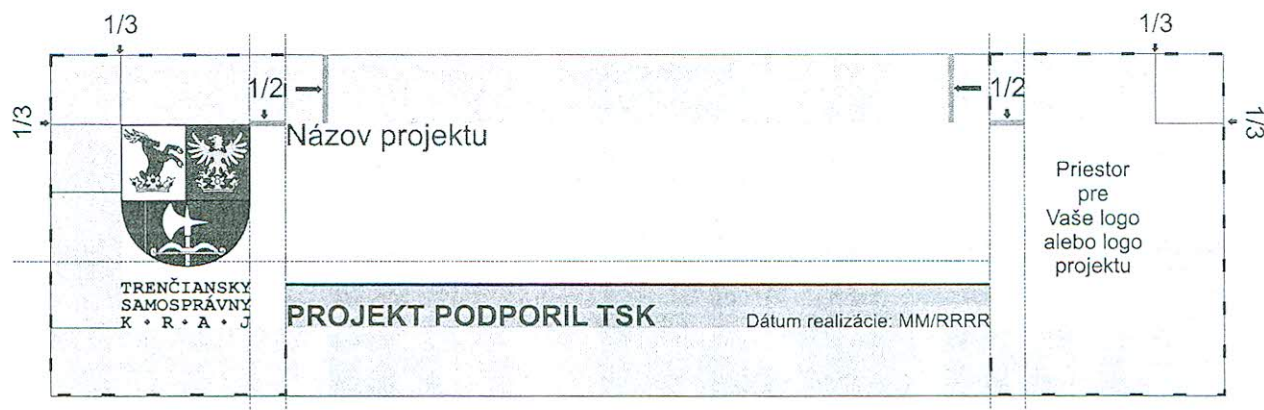 1/3
1/3
1/2
1/2
1/3
1/3
Názov projektu
Priestor
pre
Vaše logo
alebo logo
projektu
TRENČIANSKY
SAMOSPRÁVNY
K • R • A • J
PROJEKT PODPORIL TSK
Dátum realizácie: MM/RRRR